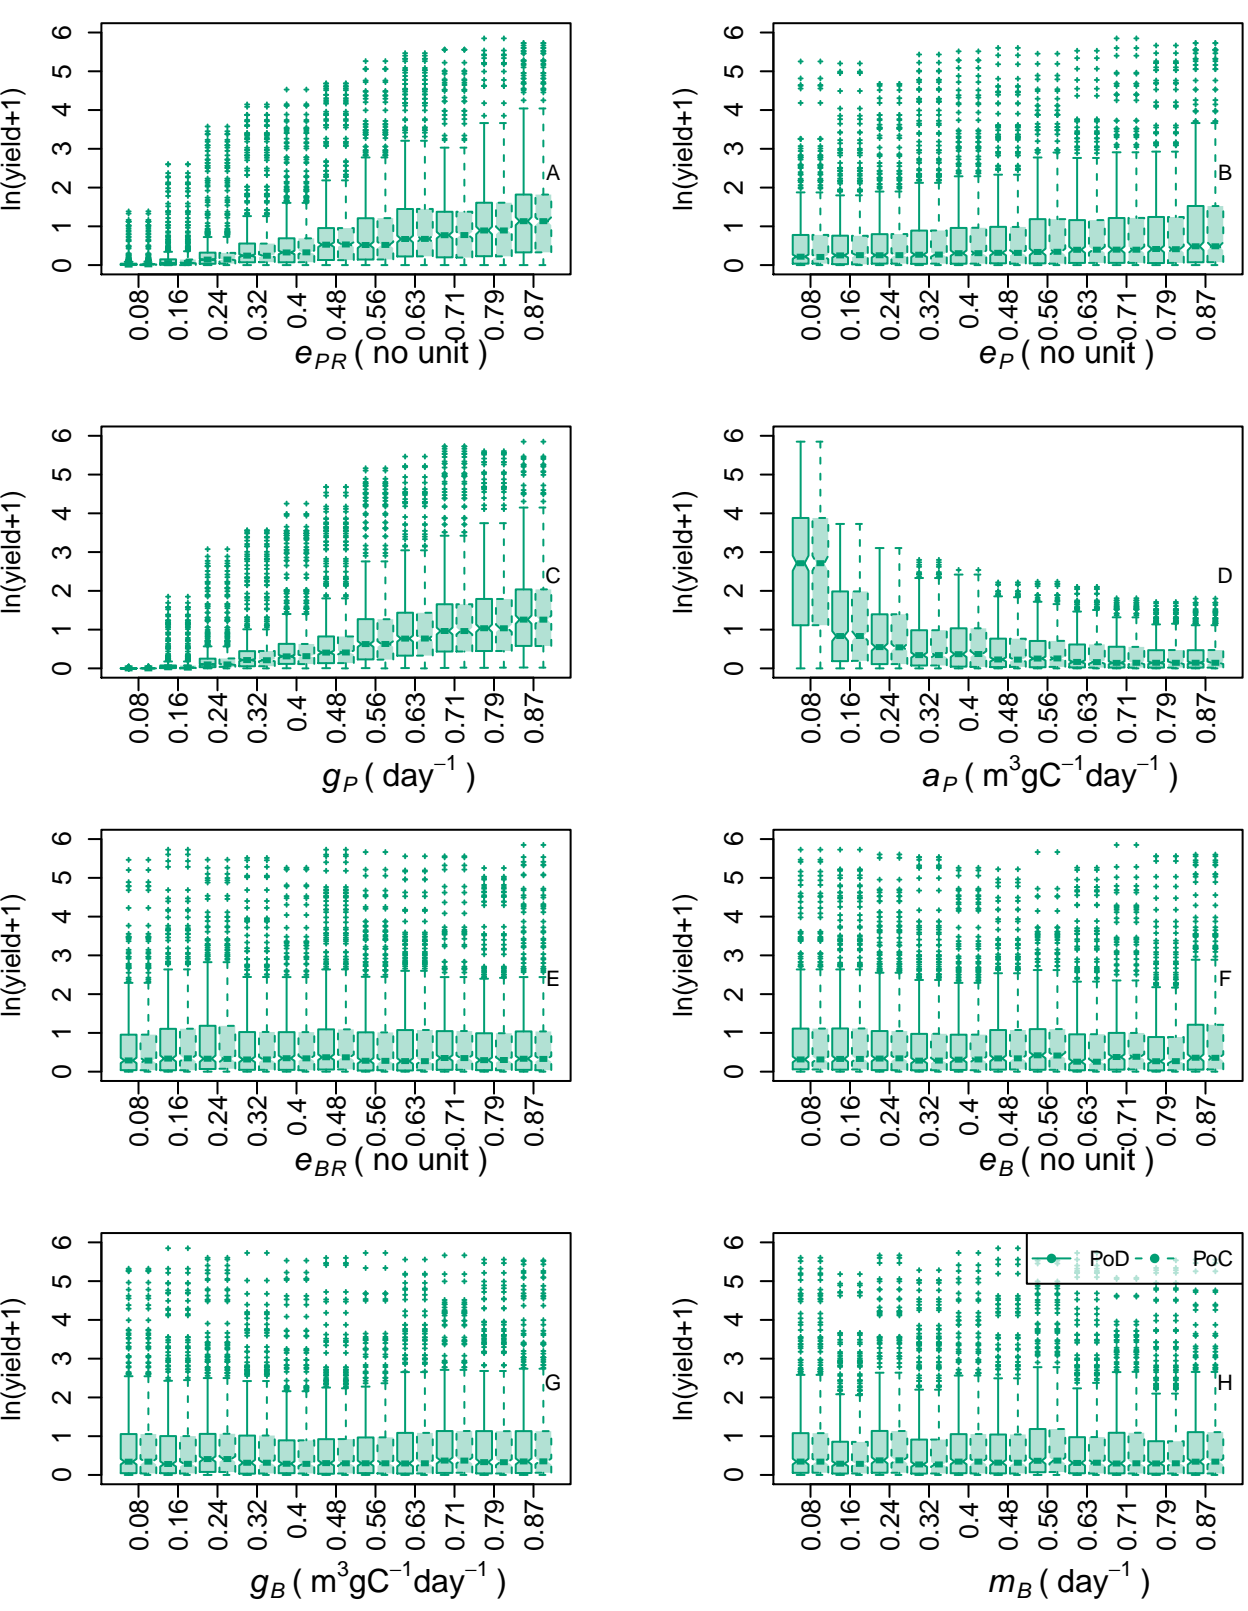 ln(yield+1)
0 1 2 3 4 5 6
A
0.08 0.16 0.24 0.32 0.4 0.48 0.56 0.63 0.71 0.79 0.87
e_PR ( no unit )
ln(yield+1)
0 1 2 3 4 5 6
B
0.08 0.16 0.24 0.32 0.4 0.48 0.56 0.63 0.71 0.79 0.87
e_P ( no unit )
ln(yield+1)
0 1 2 3 4 5 6
C
0.08 0.16 0.24 0.32 0.4 0.48 0.56 0.63 0.71 0.79 0.87
g_P ( day⁻¹ )
ln(yield+1)
0 1 2 3 4 5 6
D
0.08 0.16 0.24 0.32 0.4 0.48 0.56 0.63 0.71 0.79 0.87
a_P ( m³gC⁻¹day⁻¹ )
ln(yield+1)
0 1 2 3 4 5 6
E
0.08 0.16 0.24 0.32 0.4 0.48 0.56 0.63 0.71 0.79 0.87
e_BR ( no unit )
ln(yield+1)
0 1 2 3 4 5 6
F
0.08 0.16 0.24 0.32 0.4 0.48 0.56 0.63 0.71 0.79 0.87
e_B ( no unit )
ln(yield+1)
0 1 2 3 4 5 6
G
0.08 0.16 0.24 0.32 0.4 0.48 0.56 0.63 0.71 0.79 0.87
g_B ( m³gC⁻¹day⁻¹ )
ln(yield+1)
0 1 2 3 4 5 6
PoD PoC
H
0.08 0.16 0.24 0.32 0.4 0.48 0.56 0.63 0.71 0.79 0.87
m_B ( day⁻¹ )